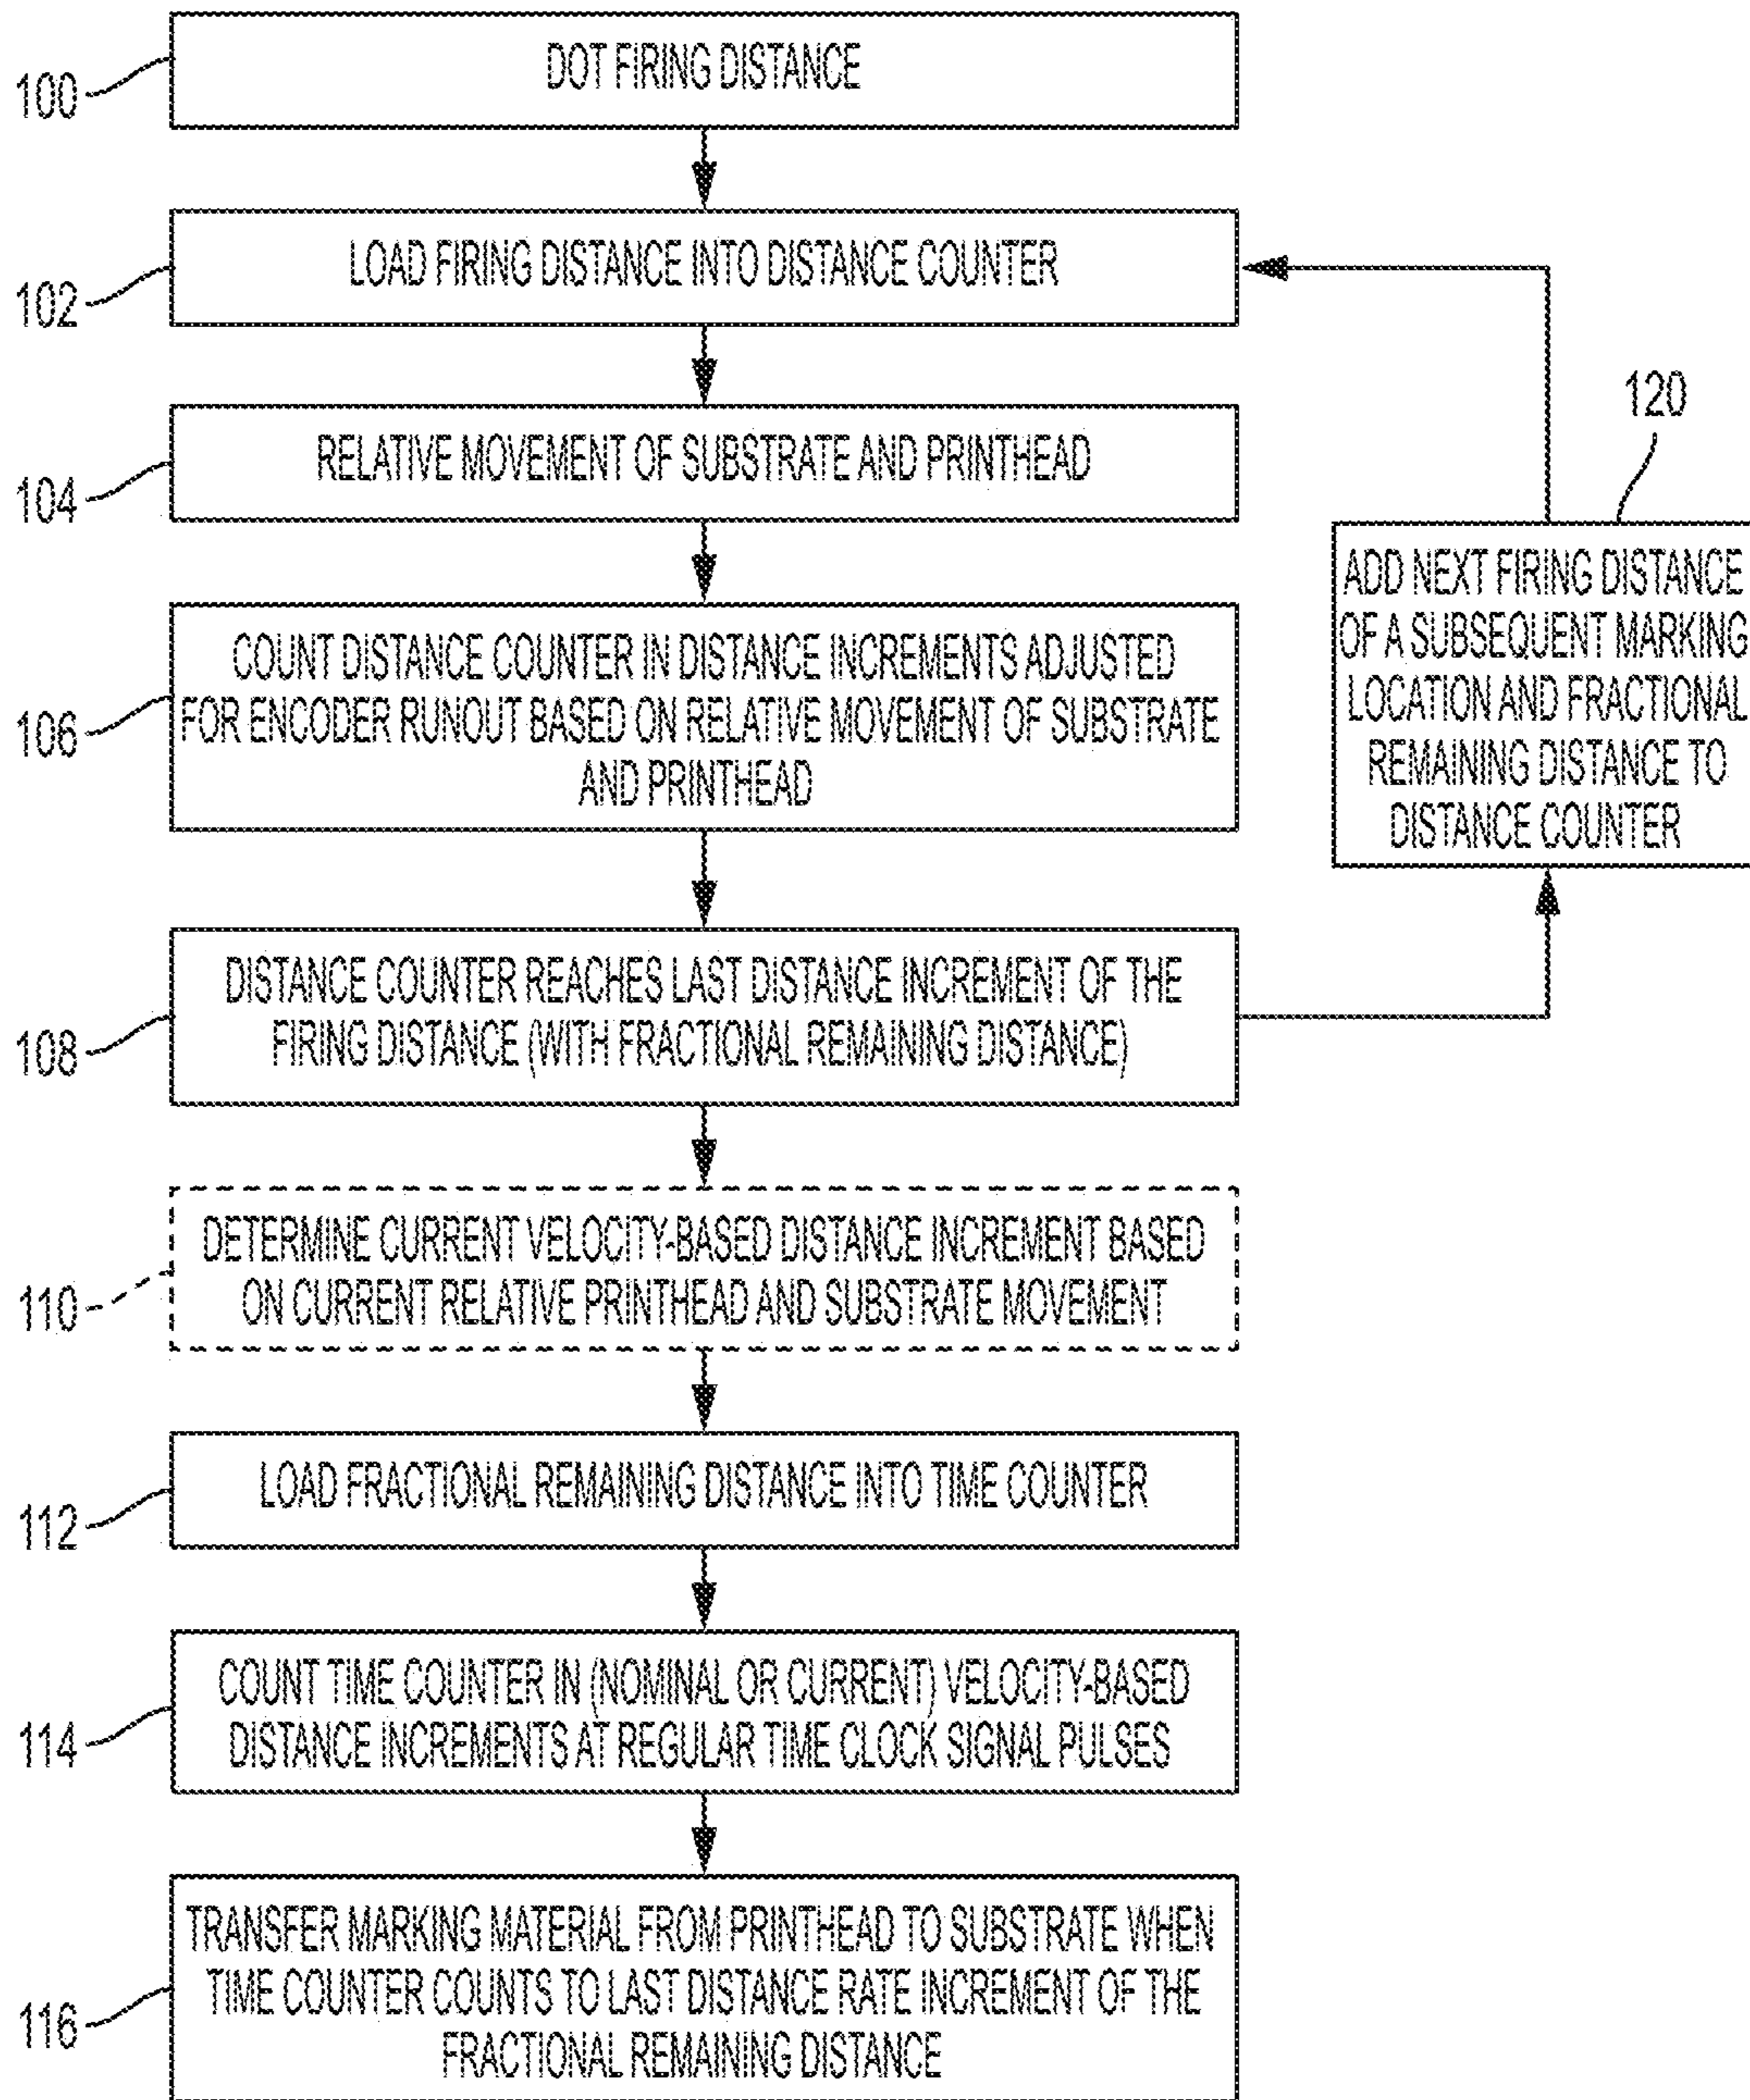 100
DOT FIRING DISTANCE
102
LOAD FIRING DISTANCE INTO DISTANCE COUNTER
104
RELATIVE MOVEMENT OF SUBSTRATE AND PRINTHEAD
106
COUNT DISTANCE COUNTER IN DISTANCE INCREMENTS ADJUSTED
FOR ENCODER RUNOUT BASED ON RELATIVE MOVEMENT OF SUBSTRATE
AND PRINTHEAD
120
ADD NEXT FIRING DISTANCE
OF A SUBSEQUENT MARKING
LOCATION AND FRACTIONAL
REMAINING DISTANCE TO
DISTANCE COUNTER
108
DISTANCE COUNTER REACHES LAST DISTANCE INCREMENT OF THE
FIRING DISTANCE (WITH FRACTIONAL REMAINING DISTANCE)
110
DETERMINE CURRENT VELOCITY-BASED DISTANCE INCREMENT BASED
ON CURRENT RELATIVE PRINTHEAD AND SUBSTRATE MOVEMENT
112
LOAD FRACTIONAL REMAINING DISTANCE INTO TIME COUNTER
114
COUNT TIME COUNTER IN (NOMINAL OR CURRENT) VELOCITY-BASED
DISTANCE INCREMENTS AT REGULAR TIME CLOCK SIGNAL PULSES
116
TRANSFER MARKING MATERIAL FROM PRINTHEAD TO SUBSTRATE WHEN
TIME COUNTER COUNTS TO LAST DISTANCE RATE INCREMENT OF THE
FRACTIONAL REMAINING DISTANCE